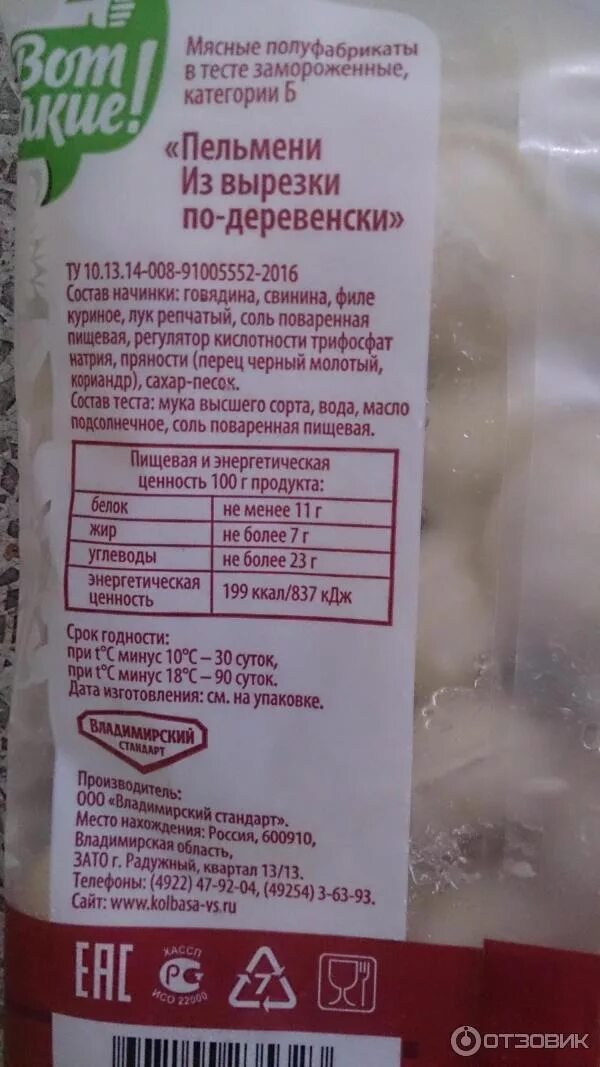 Вот
акие!
Мясные полуфабрикаты
в тесте замороженные,
категории Б
«Пельмени
Из вырезки
по-деревенски»
ТУ 10.13.14-008-91005552-2016
Состав начинки: говядина, свинина, филе
куриное, лук репчатый, соль поваренная
пищевая, регулятор кислотности трифосфат
натрия, пряности (перец черный молотый,
кориандр), сахар-песок.
Состав теста: мука высшего сорта, вода, масло
подсолнечное, соль поваренная пищевая.
Пищевая и энергетическая
ценность 100 г продукта:
белок не менее 11 г
жир не более 7 г
углеводы не более 23 г
энергетическая
ценность 199 ккал/837 кДж
Срок годности:
при t°С минус 10°С – 30 суток,
при t°С минус 18°С – 90 суток.
Дата изготовления: см. на упаковке.
ВЛАДИМИРСКИЙ
СТАНДАРТ
Производитель:
ООО «Владимирский стандарт».
Место нахождения: Россия, 600910,
Владимирская область,
ЗАТО г. Радужный, квартал 13/13.
Телефоны: (4922) 47-92-04, (49254) 3-63-93.
Сайт: www.kolbasa-vs.ru
ЕАС
ХАССП
РС
ИСО 22000
7
ОТЗОВИК